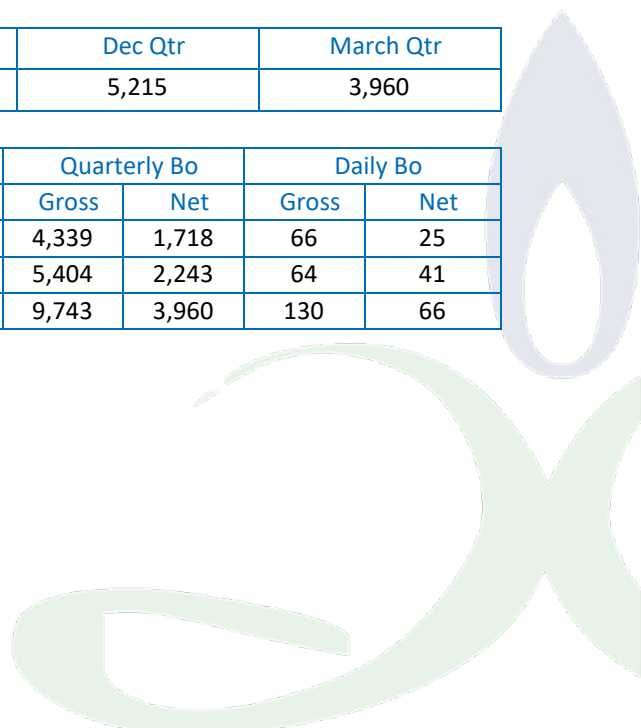 Dec Qtr March Qtr
5,215 3,960
Quarterly Bo Daily Bo
Gross Net Gross Net
4,339 1,718 66 25
5,404 2,243 64 41
9,743 3,960 130 66